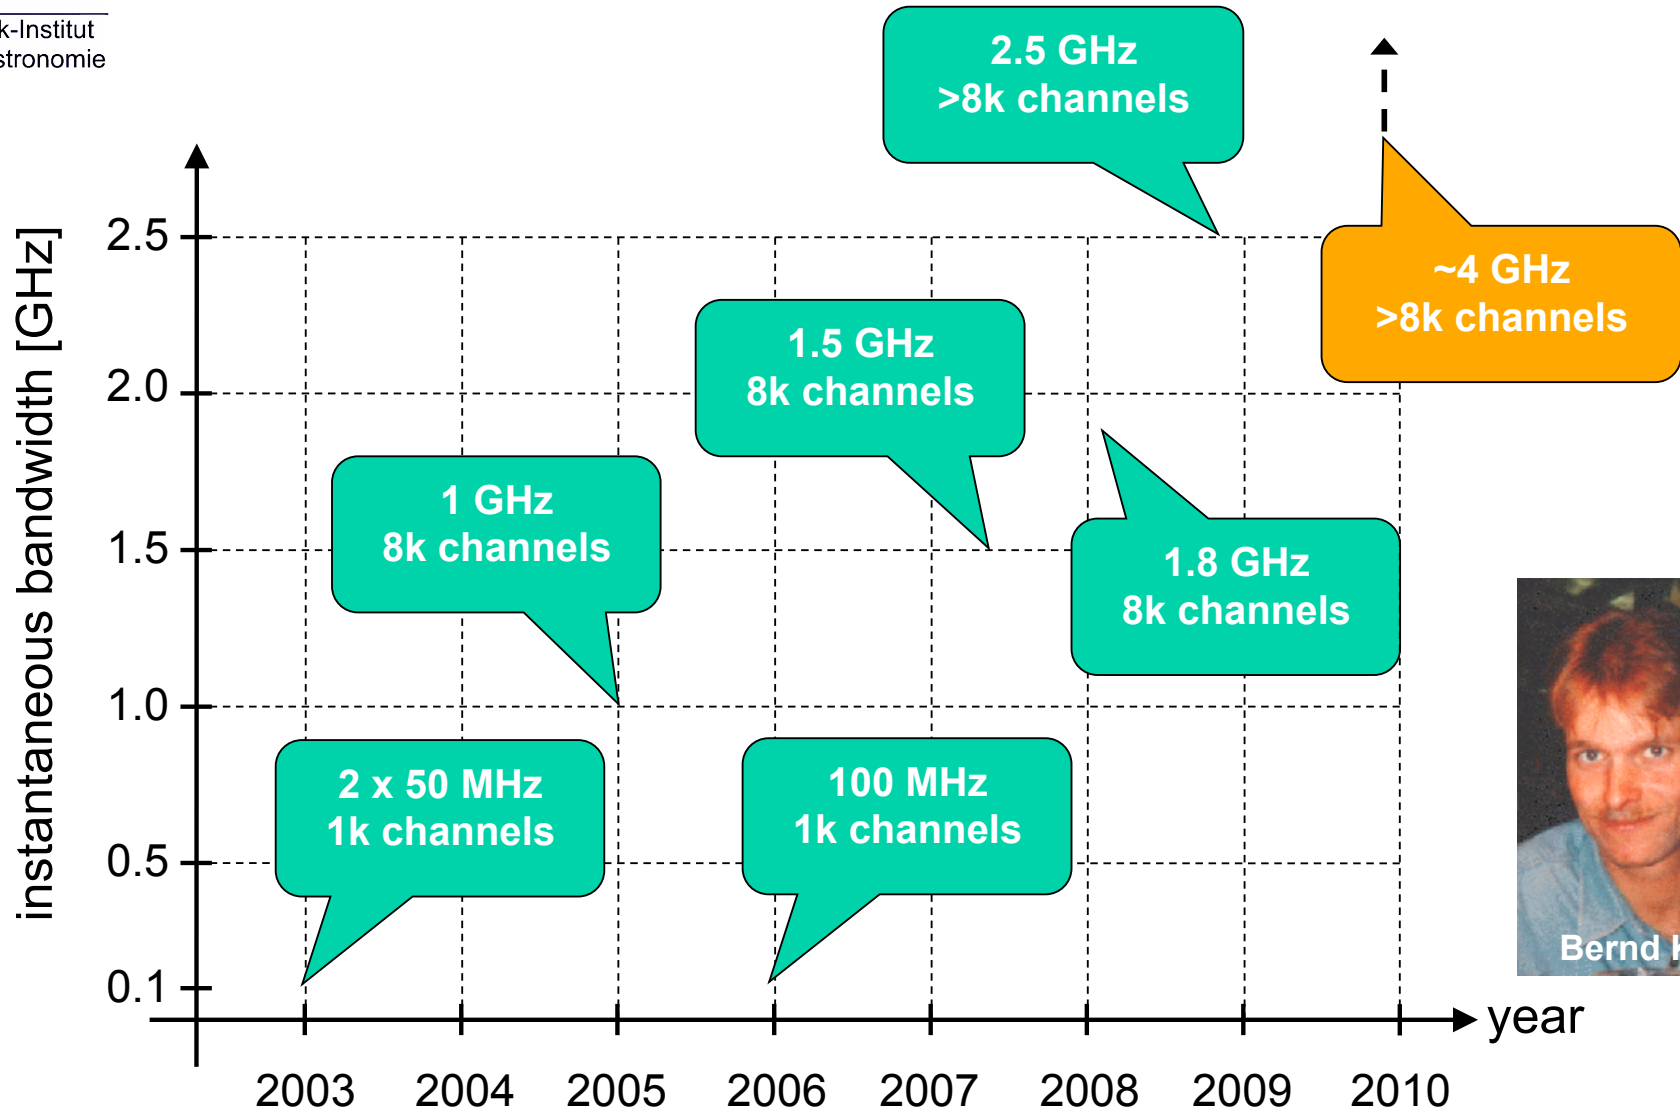 k-Institut
stronomie
2.5 GHz
>8k channels
~4 GHz
>8k channels
1.5 GHz
8k channels
1 GHz
8k channels
1.8 GHz
8k channels
2 x 50 MHz
1k channels
100 MHz
1k channels
instantaneous bandwidth [GHz]
2.5
2.0
1.5
1.0
0.5
0.1
year
2003 2004 2005 2006 2007 2008 2009 2010
Bernd K